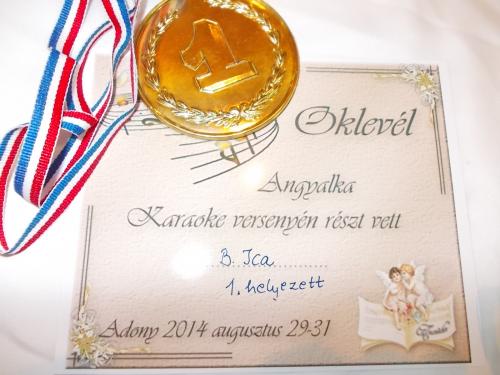 1
Oklevél
Angyalka
Karaoke versenyén részt vett
B. Ica
1. helyezett
Adony 2014 augusztus 29-31